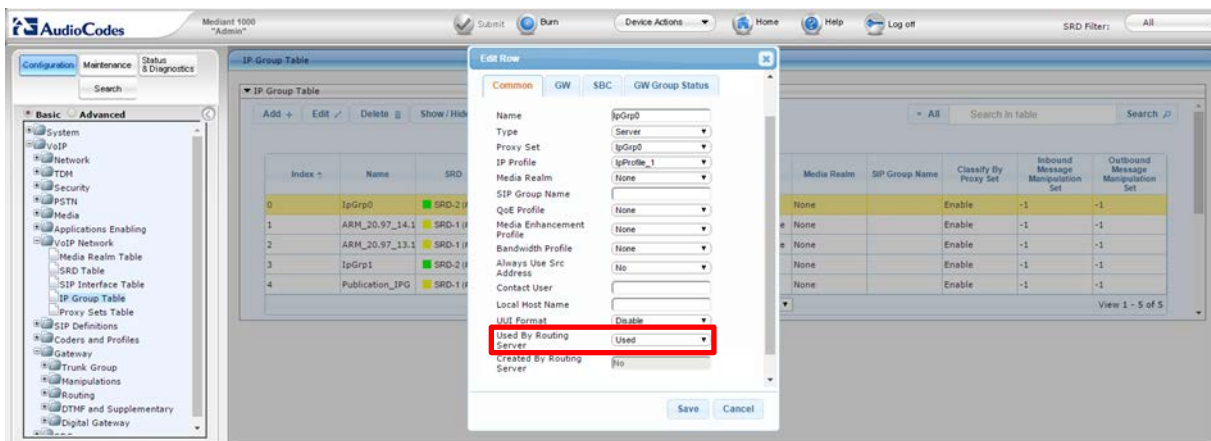 AudioCodes
Mediant 1000
"Admin"
Submit
Burn
Device Actions
Home
Help
Log off
SRD Filter:
All
Configuration
Maintenance
Status
& Diagnostics
Search
Basic
Advanced
System
VoIP
Network
TDM
Security
PSTN
Media
Applications Enabling
VoIP Network
Media Realm Table
SRD Table
SIP Interface Table
IP Group Table
Proxy Sets Table
SIP Definitions
Coders and Profiles
Gateway
Trunk Group
Manipulations
Routing
DTMF and Supplementary
Digital Gateway
IP Group Table
IP Group Table
Add +
Edit
Delete
Show / Hide
All
Search in table
Search
Index
Name
SRD
Media Realm
SIP Group Name
Classify By
Proxy Set
Inbound
Message
Manipulation
Set
Outbound
Message
Manipulation
Set
0 IpGrp0 SRD-2 None Enable -1 -1
1 ARM_20.97_14.1 SRD-1 None Enable -1 -1
2 ARM_20.97_13.1 SRD-1 None Enable -1 -1
3 IpGrp1 SRD-2 None Enable -1 -1
4 Publication_IPG SRD-1 None Enable -1 -1
View 1 - 5 of 5
Edit Row
Common
GW
SBC
GW Group Status
Name IpGrp0
Type Server
Proxy Set IpGrp0
IP Profile IpProfile_1
Media Realm None
SIP Group Name
QoE Profile None
Media Enhancement
Profile None
Bandwidth Profile None
Always Use Src
Address No
Contact User
Local Host Name
UUI Format Disable
Used By Routing
Server Used
Created By Routing
Server No
Save
Cancel